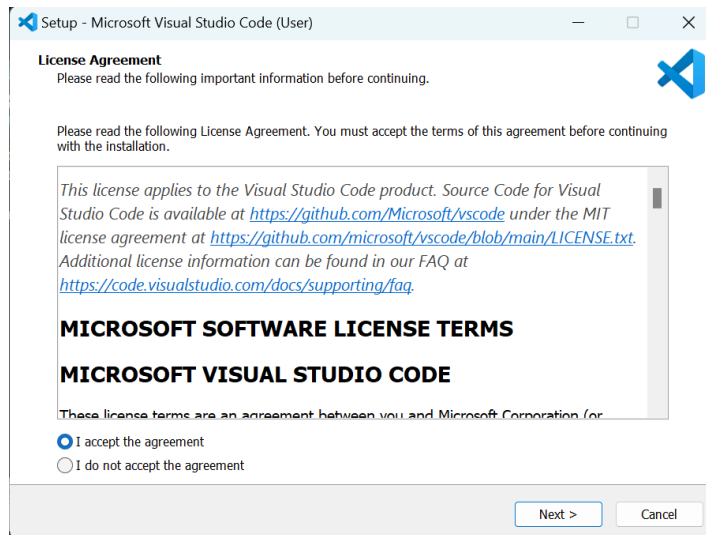 Setup - Microsoft Visual Studio Code (User)
License Agreement
Please read the following important information before continuing.
Please read the following License Agreement. You must accept the terms of this agreement before continuing
with the installation.
This license applies to the Visual Studio Code product. Source Code for Visual
Studio Code is available at https://github.com/Microsoft/vscode under the MIT
license agreement at https://github.com/microsoft/vscode/blob/main/LICENSE.txt.
Additional license information can be found in our FAQ at
https://code.visualstudio.com/docs/supporting/faq.
MICROSOFT SOFTWARE LICENSE TERMS
MICROSOFT VISUAL STUDIO CODE
These license terms are an agreement between you and Microsoft Corporation (or
I accept the agreement
I do not accept the agreement
Next >
Cancel